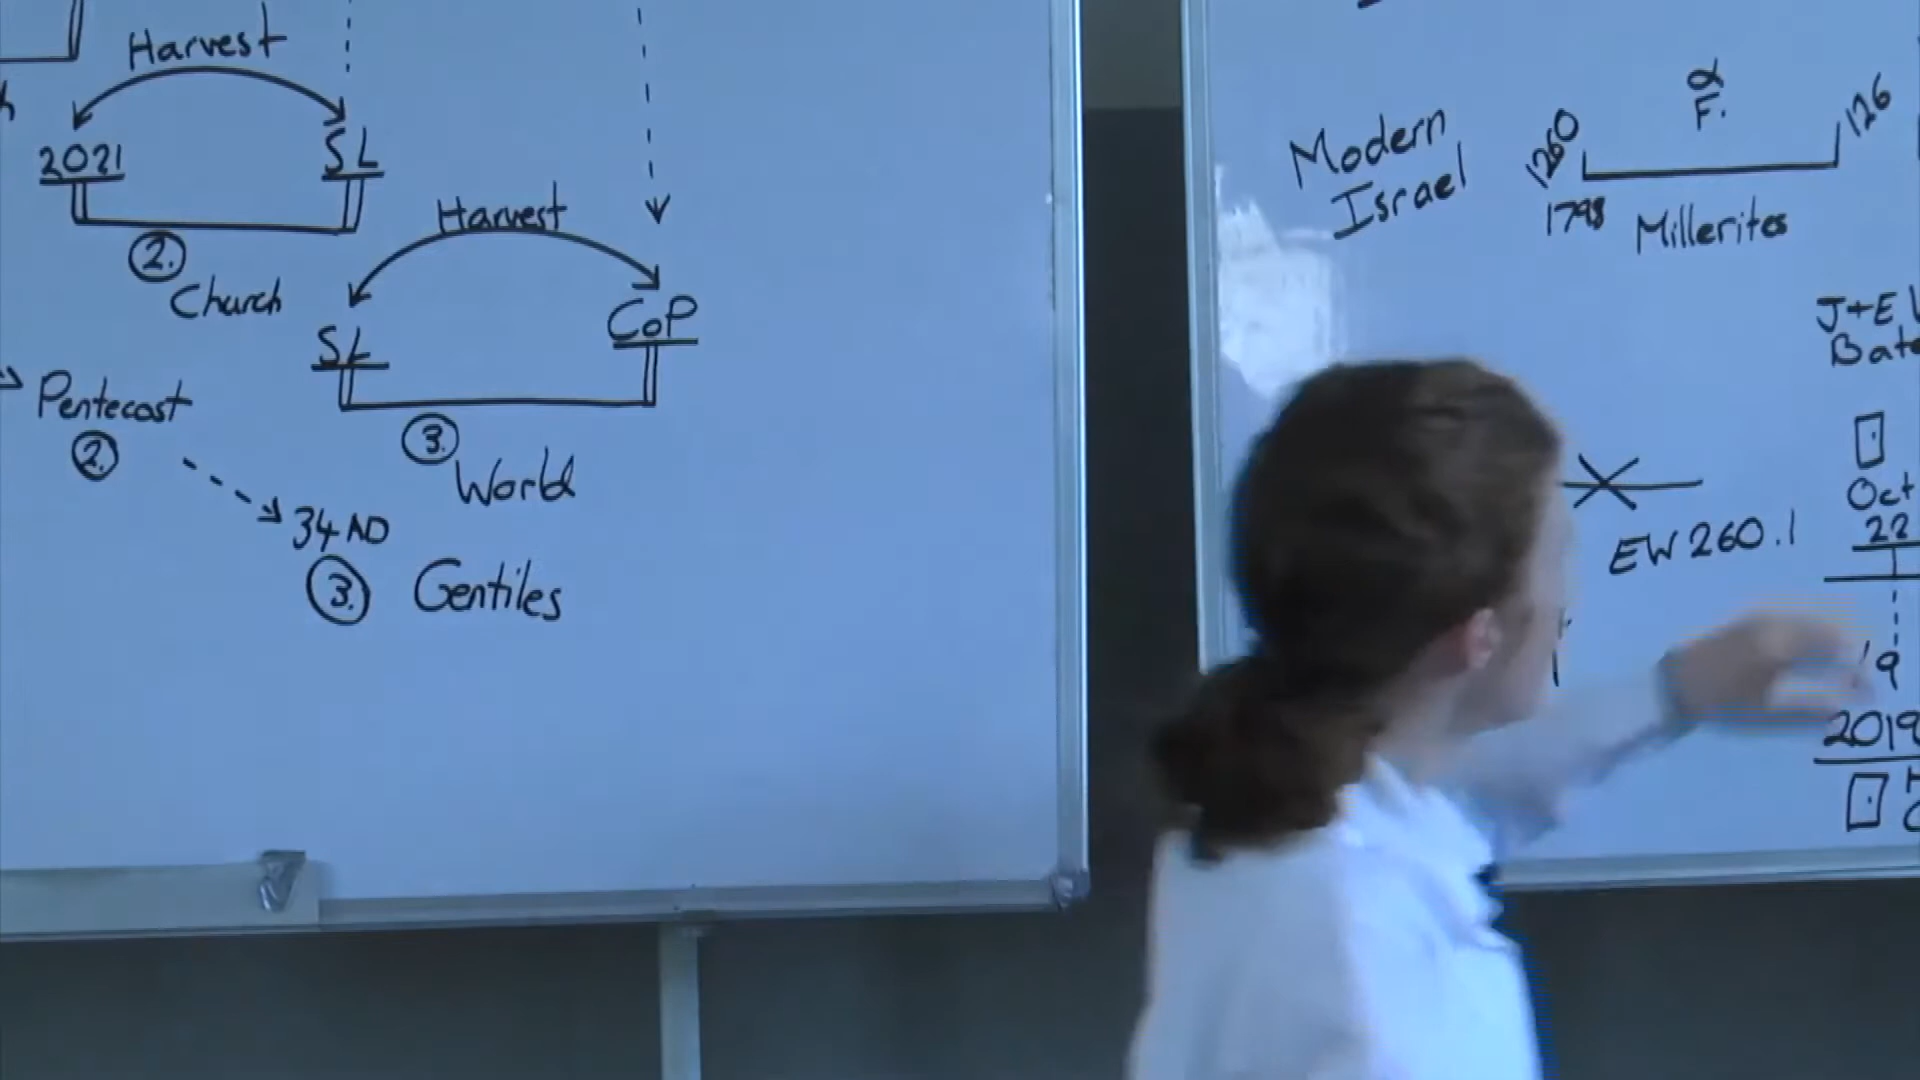 Harvest
2021
SL
2.
Church
Harvest
SL
CoP
3.
World
Pentecost
2.
34 AD
3.
Gentiles
Modern
Israel
1260
1798
α
F.
126
Millerites
J+E
EW 260.1
Oct
22
9
2019